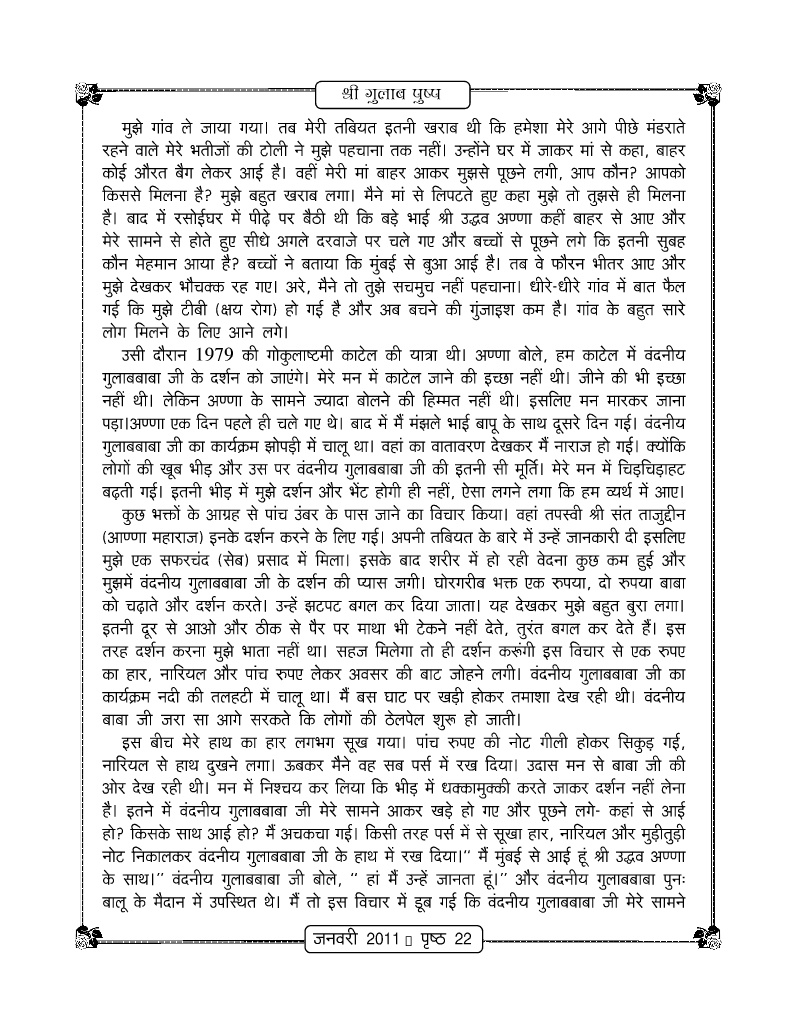 श्री गुलाब पुष्प
मुझे गांव ले जाया गया। तब मेरी तबियत इतनी खराब थी कि हमेशा मेरे आगे पीछे मंडराते
रहने वाले मेरे भतीजों की टोली ने मुझे पहचाना तक नहीं। उन्होंने घर में जाकर मां से कहा, बाहर
कोई औरत बैग लेकर आई है। वहीं मेरी मां बाहर आकर मुझसे पूछने लगी, आप कौन? आपको
किससे मिलना है? मुझे बहुत खराब लगा। मैने मां से लिपटते हुए कहा मुझे तो तुझसे ही मिलना
है। बाद में रसोईघर में पीढ़े पर बैठी थी कि बड़े भाई श्री उद्धव अण्णा कहीं बाहर से आए और
मेरे सामने से होते हुए सीधे अगले दरवाजे पर चले गए और बच्चों से पूछने लगे कि इतनी सुबह
कौन मेहमान आया है? बच्चों ने बताया कि मुंबई से बुआ आई है। तब वे फौरन भीतर आए और
मुझे देखकर भौचक्क रह गए। अरे, मैने तो तुझे सचमुच नहीं पहचाना। धीरे-धीरे गांव में बात फैल
गई कि मुझे टीबी (क्षय रोग) हो गई है और अब बचने की गुंजाइश कम है। गांव के बहुत सारे
लोग मिलने के लिए आने लगे।
उसी दौरान 1979 की गोकुलाष्टमी काटेल की यात्रा थी। अण्णा बोले, हम काटेल में वंदनीय
गुलाबबाबा जी के दर्शन को जाएंगे। मेरे मन में काटेल जाने की इच्छा नहीं थी। जीने की भी इच्छा
नहीं थी। लेकिन अण्णा के सामने ज्यादा बोलने की हिम्मत नहीं थी। इसलिए मन मारकर जाना
पड़ा।अण्णा एक दिन पहले ही चले गए थे। बाद में मैं मंझले भाई बापू के साथ दूसरे दिन गई। वंदनीय
गुलाबबाबा जी का कार्यक्रम झोपड़ी में चालू था। वहां का वातावरण देखकर मैं नाराज हो गई। क्योंकि
लोगों की खूब भीड़ और उस पर वंदनीय गुलाबबाबा जी की इतनी सी मूर्ति। मेरे मन में चिड़चिड़ाहट
बढ़ती गई। इतनी भीड़ में मुझे दर्शन और भेंट होगी ही नहीं, ऐसा लगने लगा कि हम व्यर्थ में आए।
कुछ भक्तों के आग्रह से पांच उंबर के पास जाने का विचार किया। वहां तपस्वी श्री संत ताजुद्दीन
(आण्णा महाराज) इनके दर्शन करने के लिए गई। अपनी तबियत के बारे में उन्हें जानकारी दी इसलिए
मुझे एक सफरचंद (सेब) प्रसाद में मिला। इसके बाद शरीर में हो रही वेदना कुछ कम हुई और
मुझमें वंदनीय गुलाबबाबा जी के दर्शन की प्यास जगी। घोरगरीब भक्त एक रुपया, दो रुपया बाबा
को चढ़ाते और दर्शन करते। उन्हें झटपट बगल कर दिया जाता। यह देखकर मुझे बहुत बुरा लगा।
इतनी दूर से आओ और ठीक से पैर पर माथा भी टेकने नहीं देते, तुरंत बगल कर देते हैं। इस
तरह दर्शन करना मुझे भाता नहीं था। सहज मिलेगा तो ही दर्शन करूंगी इस विचार से एक रुपए
का हार, नारियल और पांच रुपए लेकर अवसर की बाट जोहने लगी। वंदनीय गुलाबबाबा जी का
कार्यक्रम नदी की तलहटी में चालू था। मैं बस घाट पर खड़ी होकर तमाशा देख रही थी। वंदनीय
बाबा जी जरा सा आगे सरकते कि लोगों की ठेलपेल शुरू हो जाती।
इस बीच मेरे हाथ का हार लगभग सूख गया। पांच रुपए की नोट गीली होकर सिकुड़ गई,
नारियल से हाथ दुखने लगा। ऊबकर मैने वह सब पर्स में रख दिया। उदास मन से बाबा जी की
ओर देख रही थी। मन में निश्चय कर लिया कि भीड़ में धक्कामुक्की करते जाकर दर्शन नहीं लेना
है। इतने में वंदनीय गुलाबबाबा जी मेरे सामने आकर खड़े हो गए और पूछने लगे- कहां से आई
हो? किसके साथ आई हो? मैं अचकचा गई। किसी तरह पर्स में से सूखा हार, नारियल और मुड़ीतुड़ी
नोट निकालकर वंदनीय गुलाबबाबा जी के हाथ में रख दिया।“ मैं मुंबई से आई हूं श्री उद्धव अण्णा
के साथ।” वंदनीय गुलाबबाबा जी बोले, “ हां मैं उन्हें जानता हूं।” और वंदनीय गुलाबबाबा पुनः
बालू के मैदान में उपस्थित थे। मैं तो इस विचार में डूब गई कि वंदनीय गुलाबबाबा जी मेरे सामने
जनवरी 2011 □ पृष्ठ 22